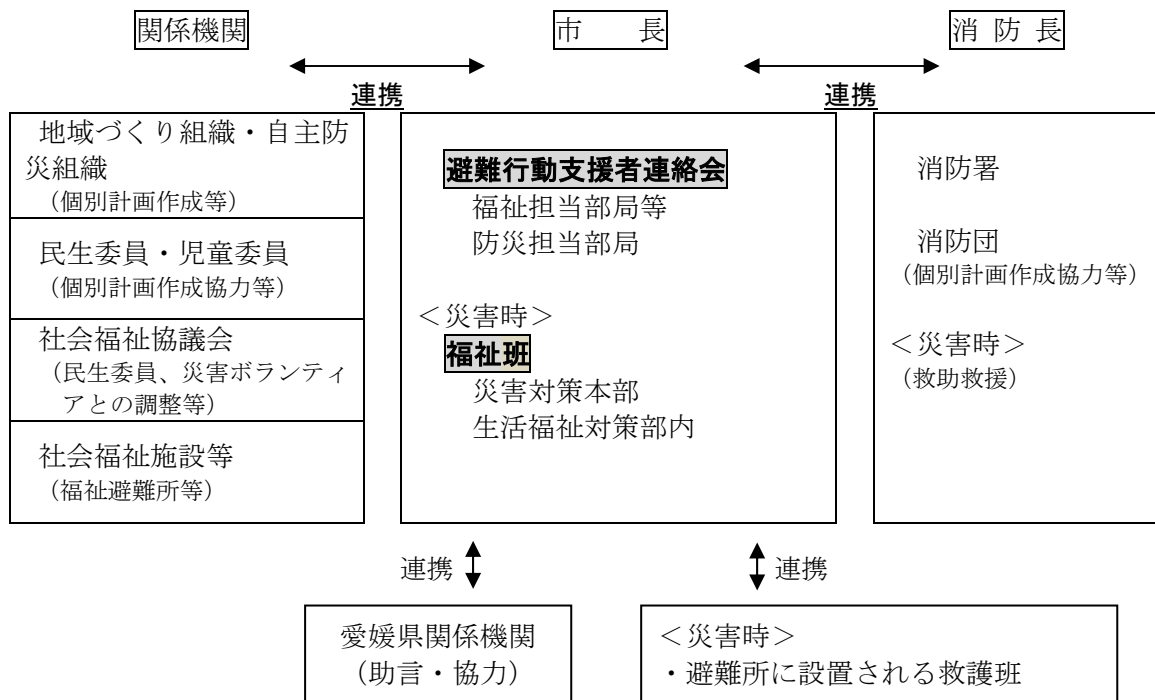 関係機関
市　　長
消 防 長
連携
連携
地域づくり組織・自主防
災組織
（個別計画作成等）
民生委員・児童委員
（個別計画作成協力等）
社会福祉協議会
（民生委員、災害ボランティ
アとの調整等）
社会福祉施設等
（福祉避難所等）
避難行動支援者連絡会
福祉担当部局等
防災担当部局
＜災害時＞
福祉班
災害対策本部
生活福祉対策部内
消防署
消防団
（個別計画作成協力等）
＜災害時＞
（救助救援）
連携
連携
愛媛県関係機関
（助言・協力）
＜災害時＞
・避難所に設置される救護班